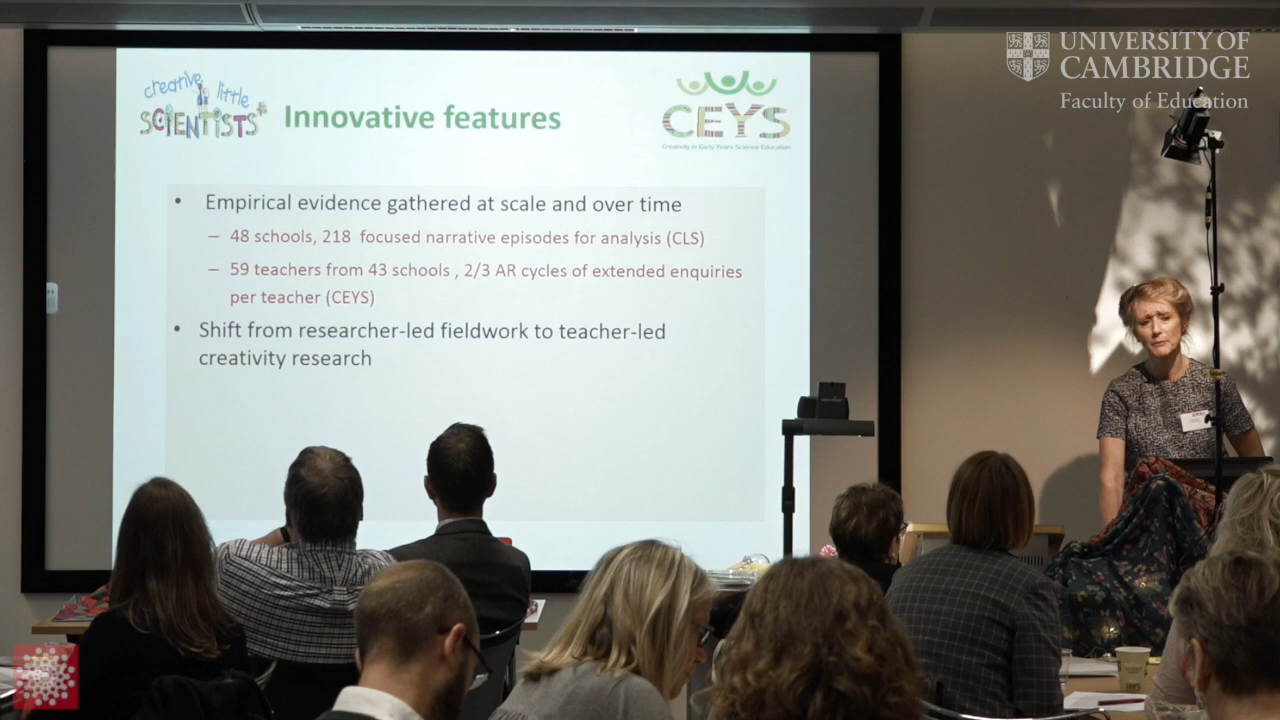 UNIVERSITY OF
CAMBRIDGE
Faculty of Education
creative little
SCIENTISTS
Innovative features
CEYS
Creativity in Early Years Science Education
• Empirical evidence gathered at scale and over time
– 48 schools, 218 focused narrative episodes for analysis (CLS)
– 59 teachers from 43 schools , 2/3 AR cycles of extended enquiries
per teacher (CEYS)
• Shift from researcher-led fieldwork to teacher-led
creativity research